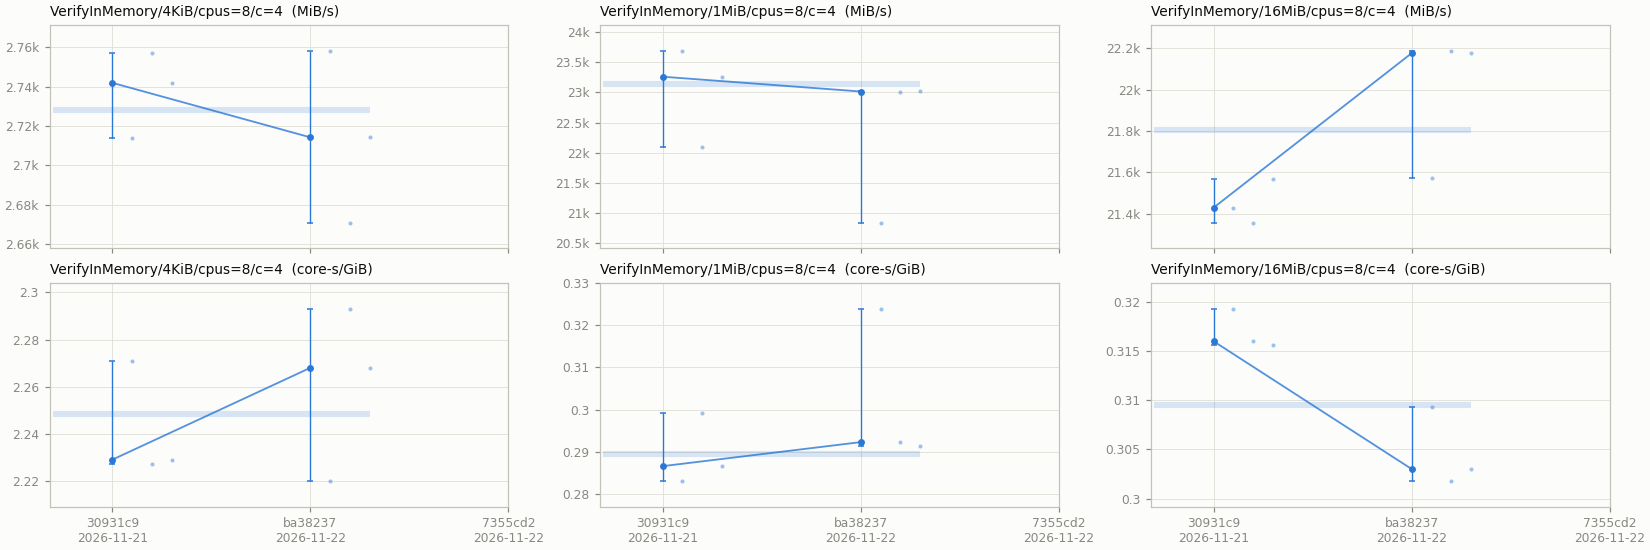 VerifyInMemory/4KiB/cpus=8/c=4 (MiB/s)
2.76k
2.74k
2.72k
2.7k
2.68k
2.66k
VerifyInMemory/1MiB/cpus=8/c=4 (MiB/s)
24k
23.5k
23k
22.5k
22k
21.5k
21k
20.5k
VerifyInMemory/16MiB/cpus=8/c=4 (MiB/s)
22.2k
22k
21.8k
21.6k
21.4k
VerifyInMemory/4KiB/cpus=8/c=4 (core-s/GiB)
2.3
2.28
2.26
2.24
2.22
30931c9 ba38237 7355cd2
2026-11-21 2026-11-22 2026-11-22
VerifyInMemory/1MiB/cpus=8/c=4 (core-s/GiB)
0.33
0.32
0.31
0.3
0.29
0.28
30931c9 ba38237 7355cd2
2026-11-21 2026-11-22 2026-11-22
VerifyInMemory/16MiB/cpus=8/c=4 (core-s/GiB)
0.32
0.315
0.31
0.305
0.3
30931c9 ba38237 7355cd2
2026-11-21 2026-11-22 2026-11-22